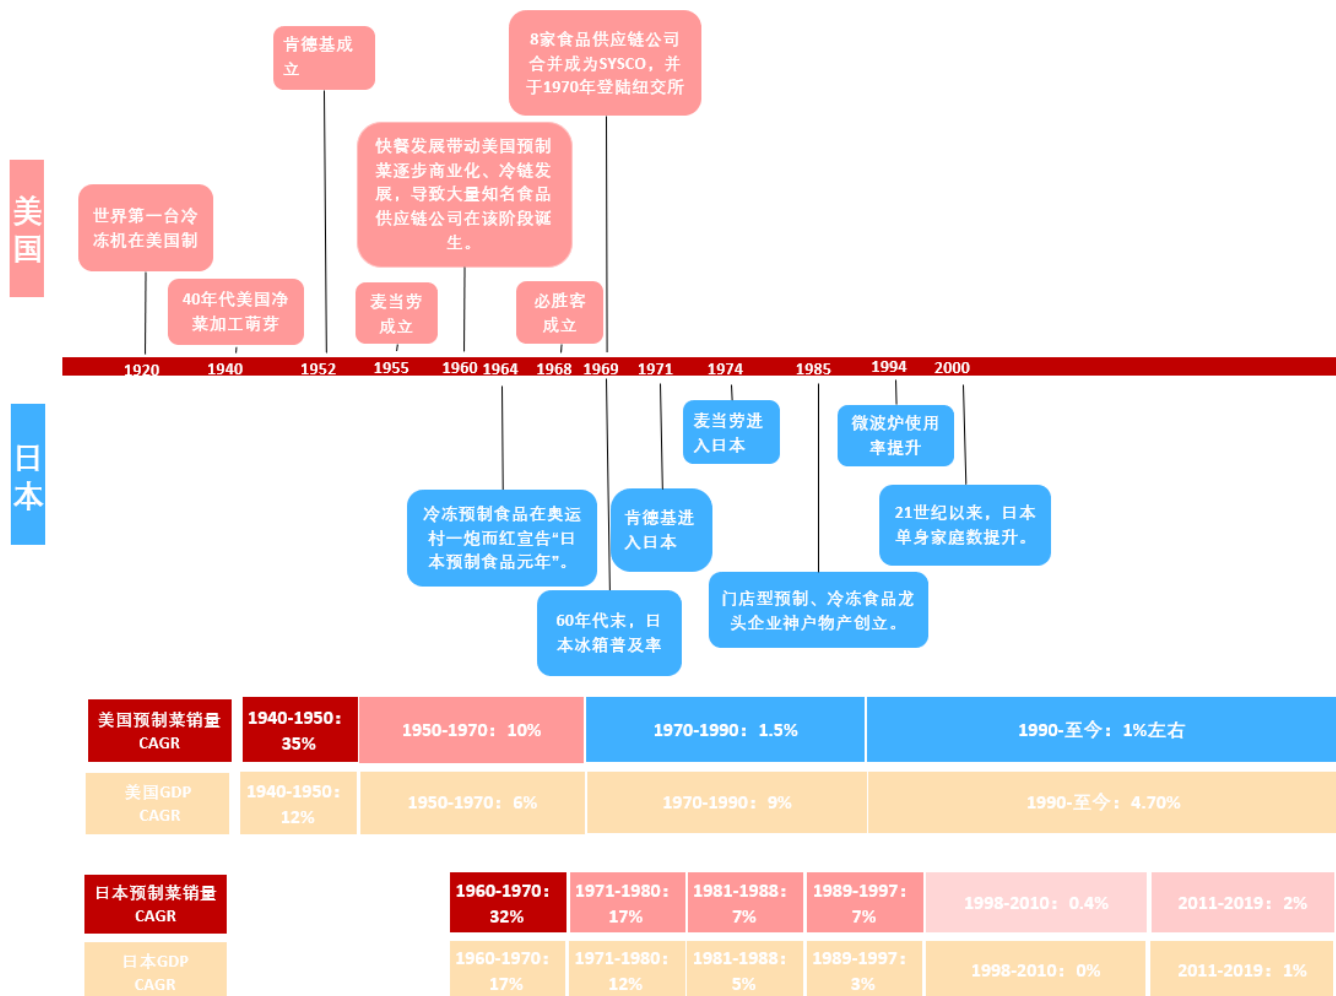 8家食品供应链公司
合并成为SYSCO，并
于1970年登陆纽交所
肯德基成
立
快餐发展带动美国预制
菜逐步商业化、冷链发
展，导致大量知名食品
供应链公司在该阶段诞
生。
美国
世界第一台冷
冻机在美国制
40年代美国净
菜加工萌芽
麦当劳
成立
必胜客
成立
1920 1940 1952 1955 1960 1964 1968 1969 1971 1974 1985 1994 2000
日本
麦当劳进
入日本
微波炉使用
率提升
冷冻预制食品在奥运
村一炮而红宣告“日
本预制食品元年”。
肯德基进
入日本
21世纪以来，日本
单身家庭数提升。
60年代末，日
本冰箱普及率
门店型预制、冷冻食品龙
头企业神户物产创立。
美国预制菜销量
CAGR
1940-1950：
35%
1950-1970：10%
1970-1990：1.5%
1990-至今：1%左右
美国GDP
CAGR
1940-1950：
12%
1950-1970：6%
1970-1990：9%
1990-至今：4.70%
日本预制菜销量
CAGR
1960-1970：
32%
1971-1980：
17%
1981-1988：
7%
1989-1997：
7%
1998-2010：0.4%
2011-2019：2%
日本GDP
CAGR
1960-1970：
17%
1971-1980：
12%
1981-1988：
5%
1989-1997：
3%
1998-2010：0%
2011-2019：1%